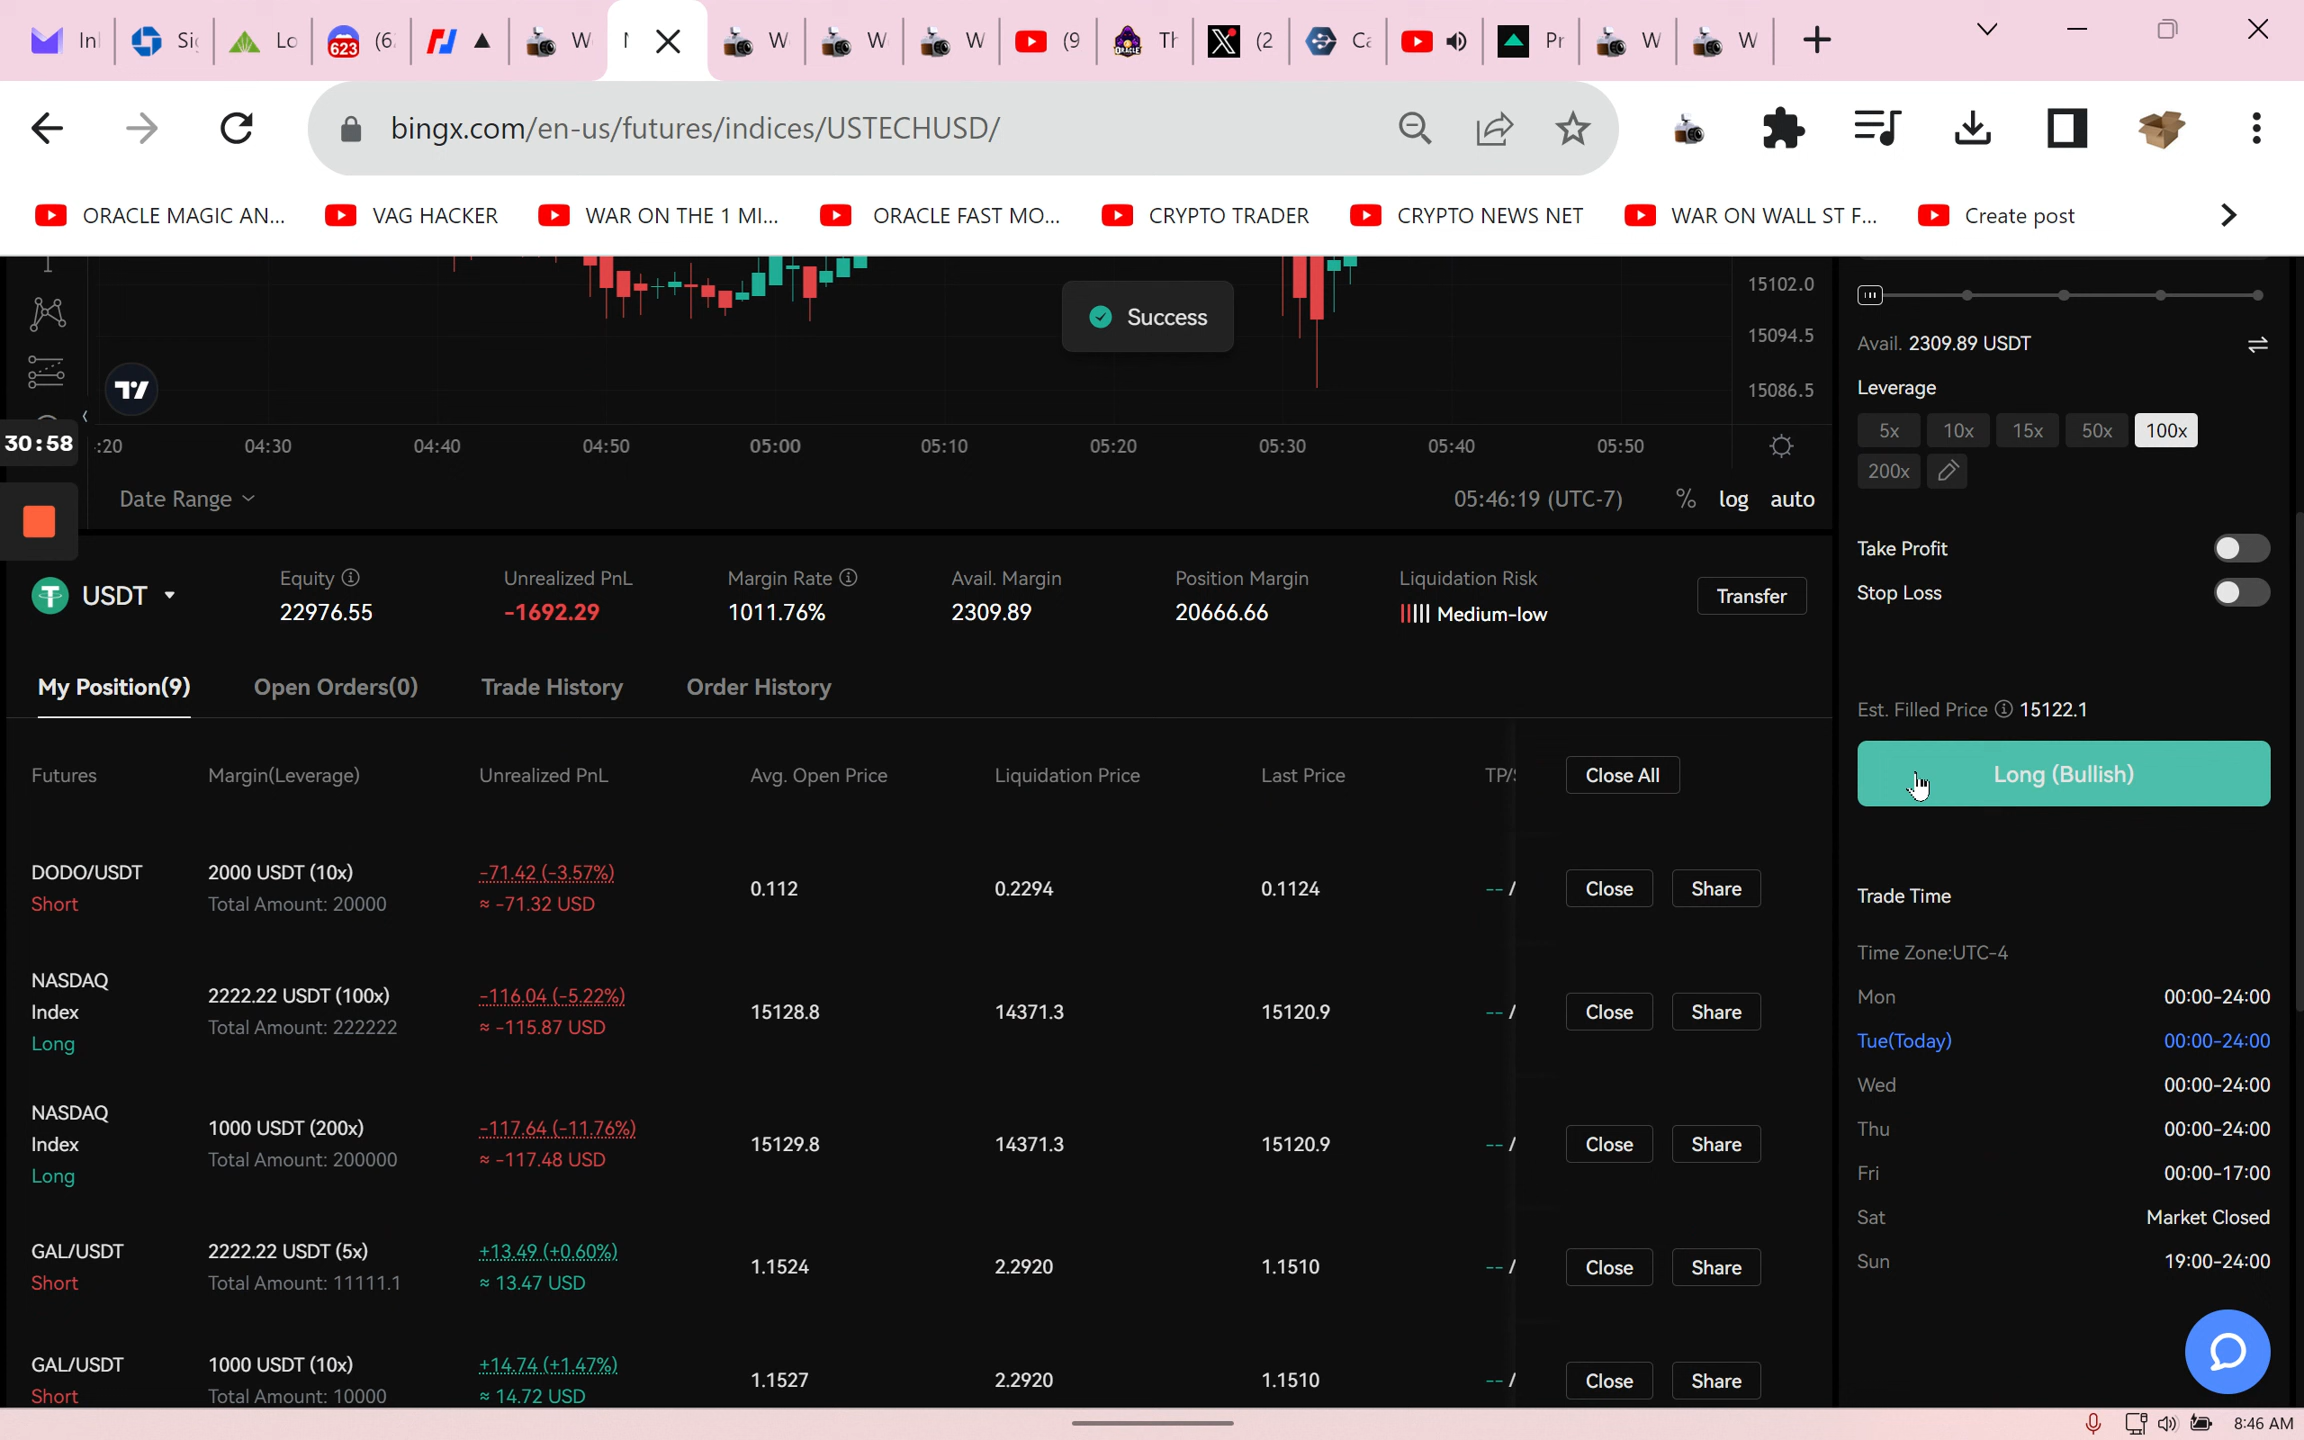 In
Si
Lo
623
(6
W
W
W
W
(9
Th
(2
Ca
Pr
W
W
bingx.com/en-us/futures/indices/USTECHUSD/
ORACLE MAGIC AN...
VAG HACKER
WAR ON THE 1 MI...
ORACLE FAST MO...
CRYPTO TRADER
CRYPTO NEWS NET
WAR ON WALL ST F...
Create post
15102.0
15094.5
15086.5
Success
30:58
:20
04:30
04:40
04:50
05:00
05:10
05:20
05:30
05:40
05:50
Date Range
05:46:19 (UTC-7)
%
log
auto
USDT
Equity
22976.55
Unrealized PnL
-1692.29
Margin Rate
1011.76%
Avail. Margin
2309.89
Position Margin
20666.66
Liquidation Risk
Medium-low
Transfer
My Position(9)
Open Orders(0)
Trade History
Order History
Futures
Margin(Leverage)
Unrealized PnL
Avg. Open Price
Liquidation Price
Last Price
TP/
Close All
DODO/USDT
Short
2000 USDT (10x)
Total Amount: 20000
-71.42 (-3.57%)
≈ -71.32 USD
0.112
0.2294
0.1124
-- /
Close
Share
NASDAQ
Index
Long
2222.22 USDT (100x)
Total Amount: 222222
-116.04 (-5.22%)
≈ -115.87 USD
15128.8
14371.3
15120.9
-- /
Close
Share
NASDAQ
Index
Long
1000 USDT (200x)
Total Amount: 200000
-117.64 (-11.76%)
≈ -117.48 USD
15129.8
14371.3
15120.9
-- /
Close
Share
GAL/USDT
Short
2222.22 USDT (5x)
Total Amount: 11111.1
+13.49 (+0.60%)
≈ 13.47 USD
1.1524
2.2920
1.1510
-- /
Close
Share
GAL/USDT
Short
1000 USDT (10x)
Total Amount: 10000
+14.74 (+1.47%)
≈ 14.72 USD
1.1527
2.2920
1.1510
-- /
Close
Share
Avail. 2309.89 USDT
Leverage
5x
10x
15x
50x
100x
200x
Take Profit
Stop Loss
Est. Filled Price 15122.1
Long (Bullish)
Trade Time
Time Zone:UTC-4
Mon 00:00-24:00
Tue(Today) 00:00-24:00
Wed 00:00-24:00
Thu 00:00-24:00
Fri 00:00-17:00
Sat Market Closed
Sun 19:00-24:00
8:46 AM